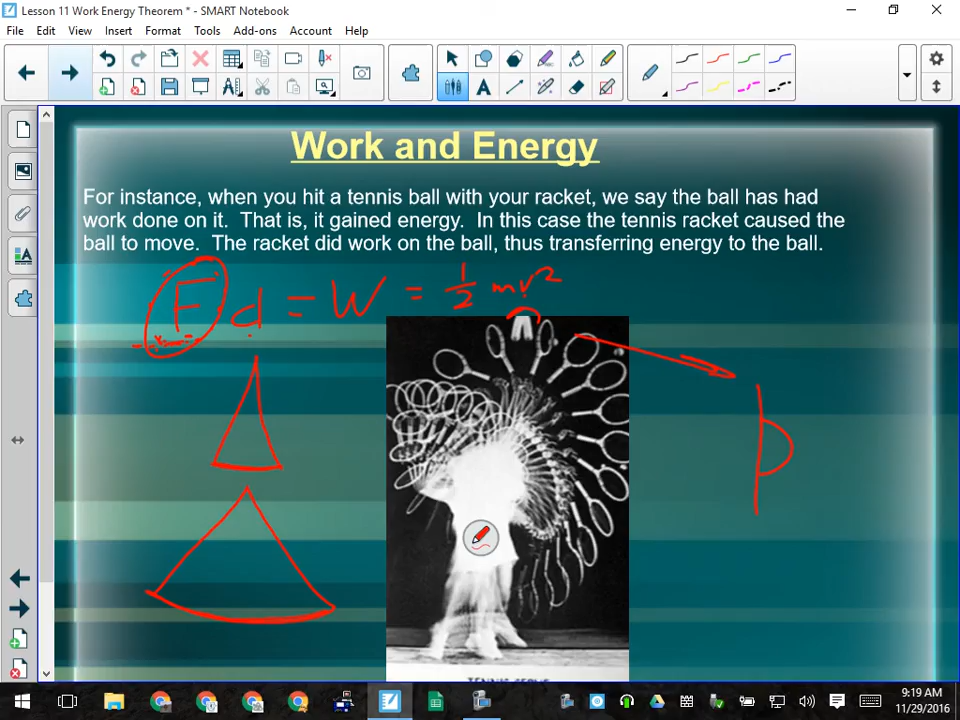 Lesson 11 Work Energy Theorem * - SMART Notebook
File Edit View Insert Format Tools Add-ons Account Help
Work and Energy
For instance, when you hit a tennis ball with your racket, we say the ball has had
work done on it. That is, it gained energy. In this case the tennis racket caused the
ball to move. The racket did work on the ball, thus transferring energy to the ball.
F d = W = 1/2 mv²
9:19 AM
11/29/2016